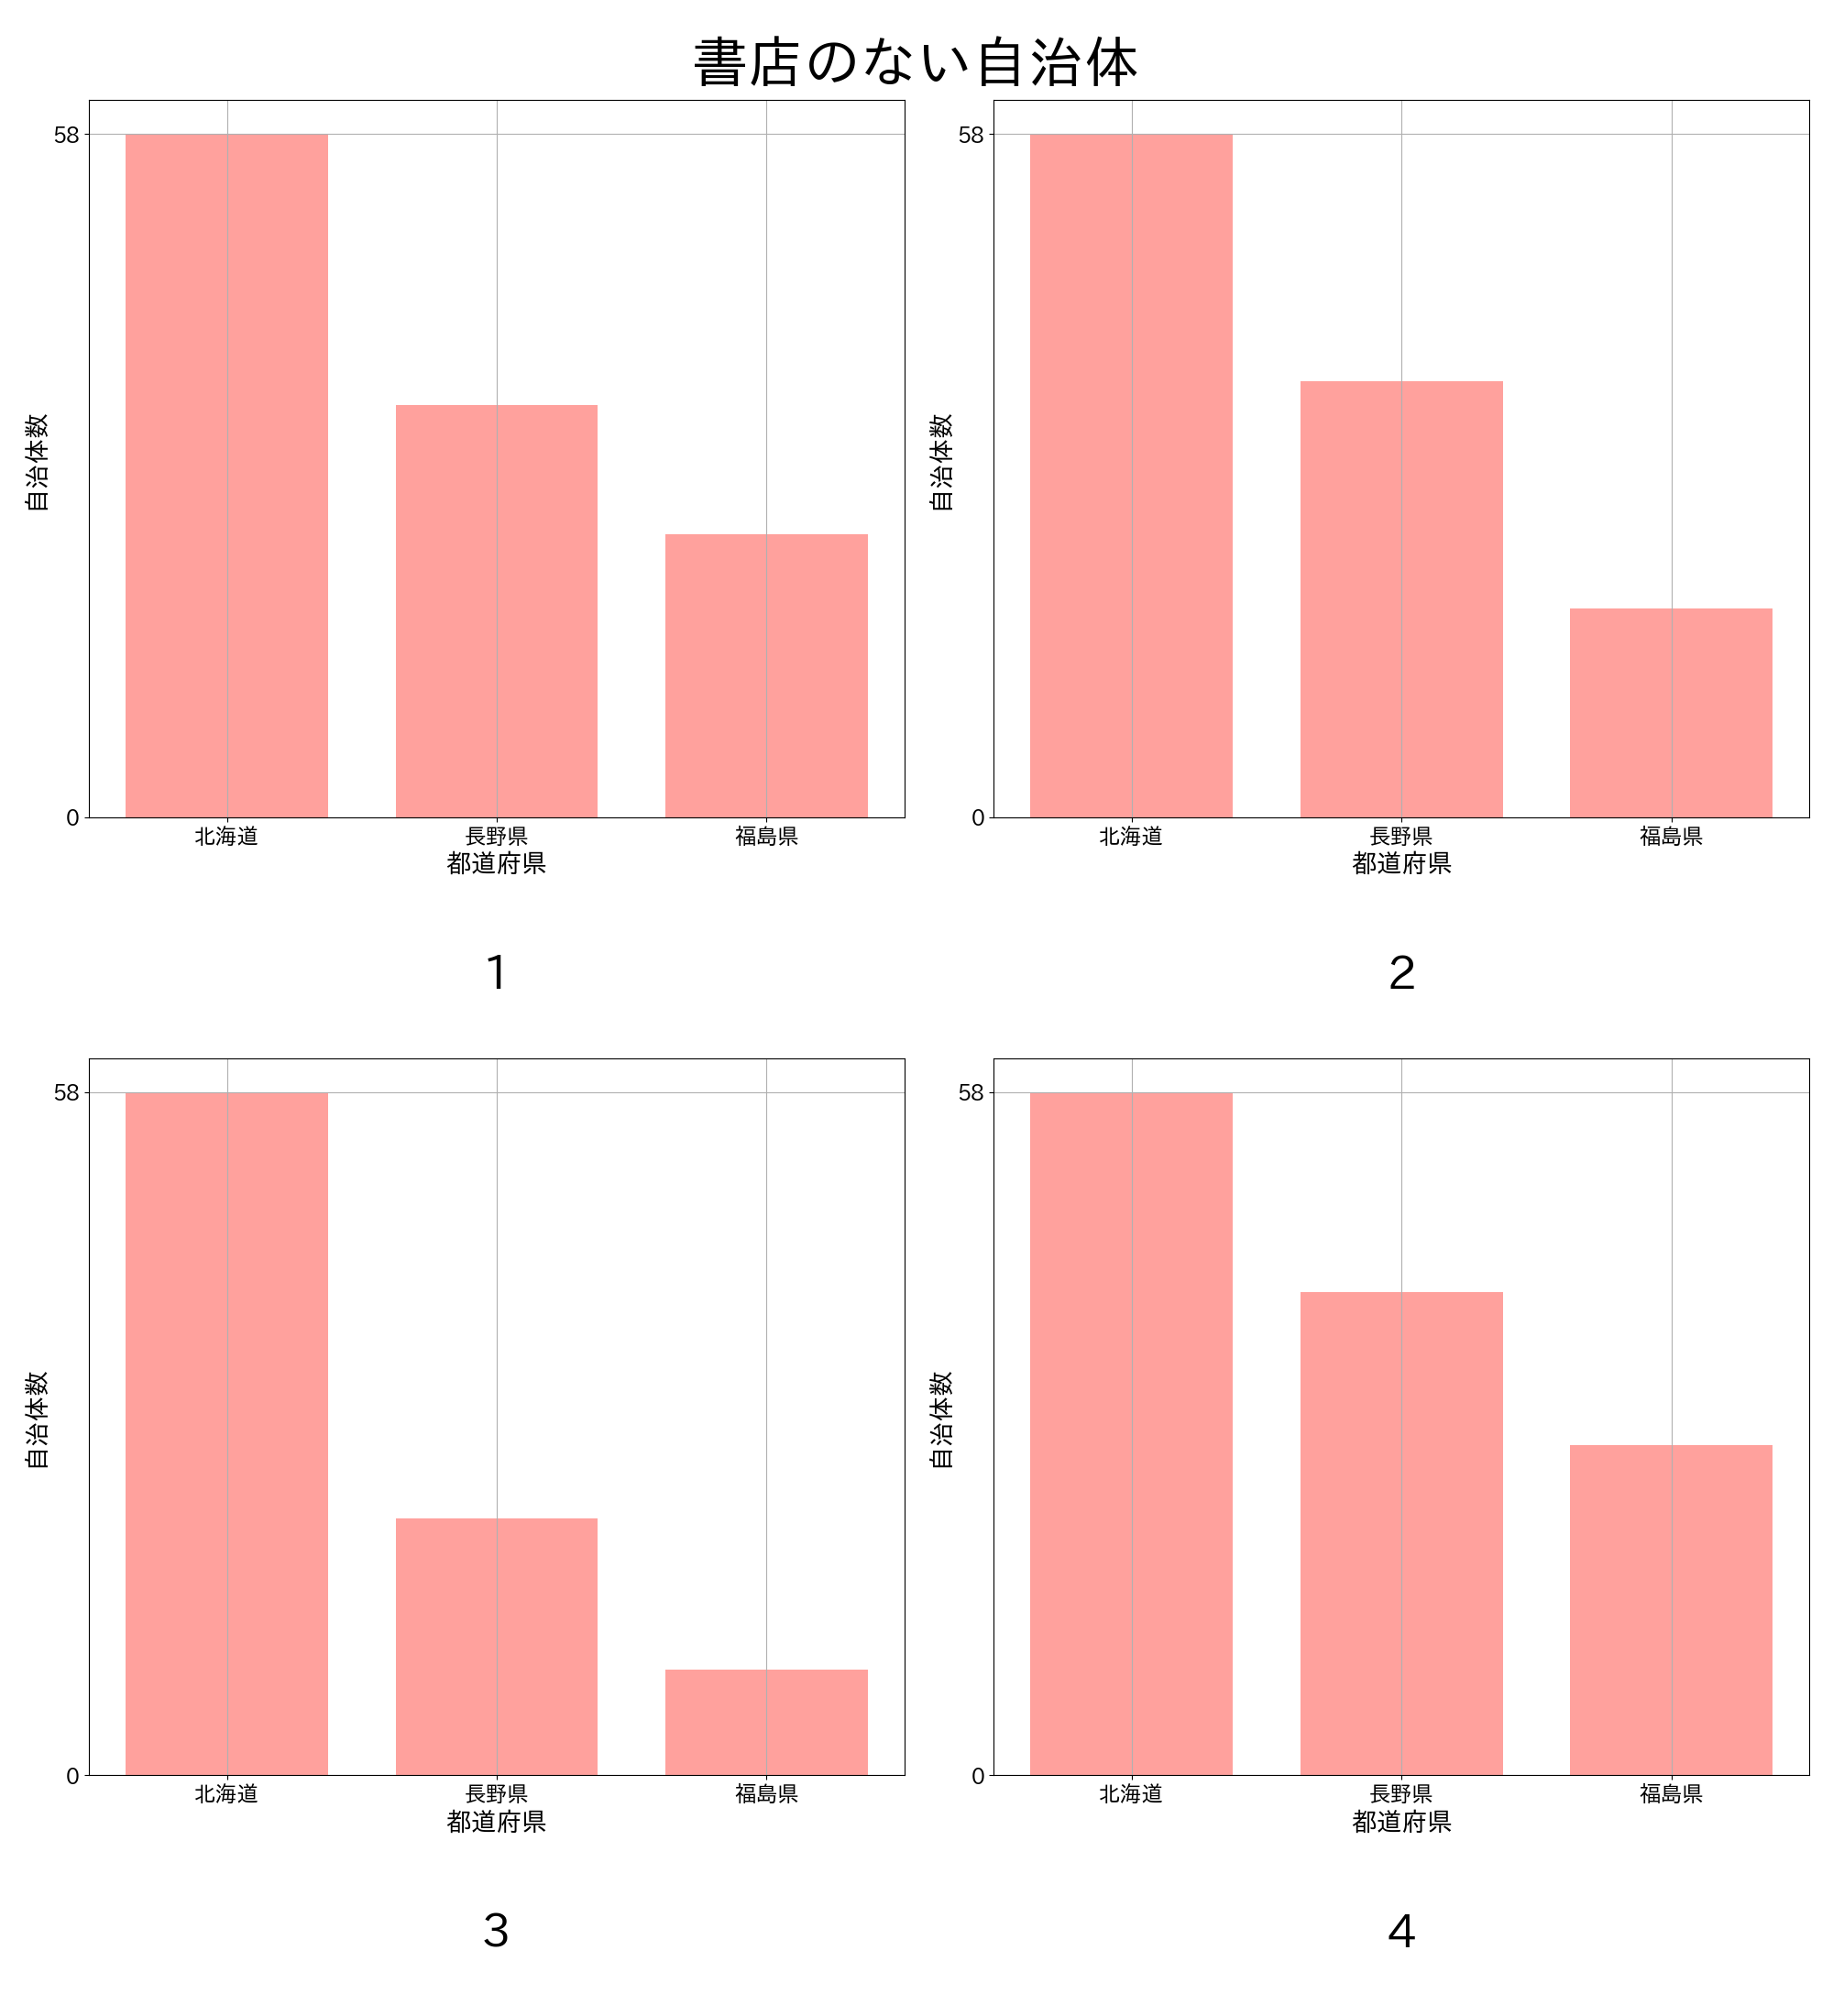 書店のない自治体
58
0
自治体数
北海道 長野県 福島県
都道府県
1
58
0
自治体数
北海道 長野県 福島県
都道府県
2
58
0
自治体数
北海道 長野県 福島県
都道府県
3
58
0
自治体数
北海道 長野県 福島県
都道府県
4